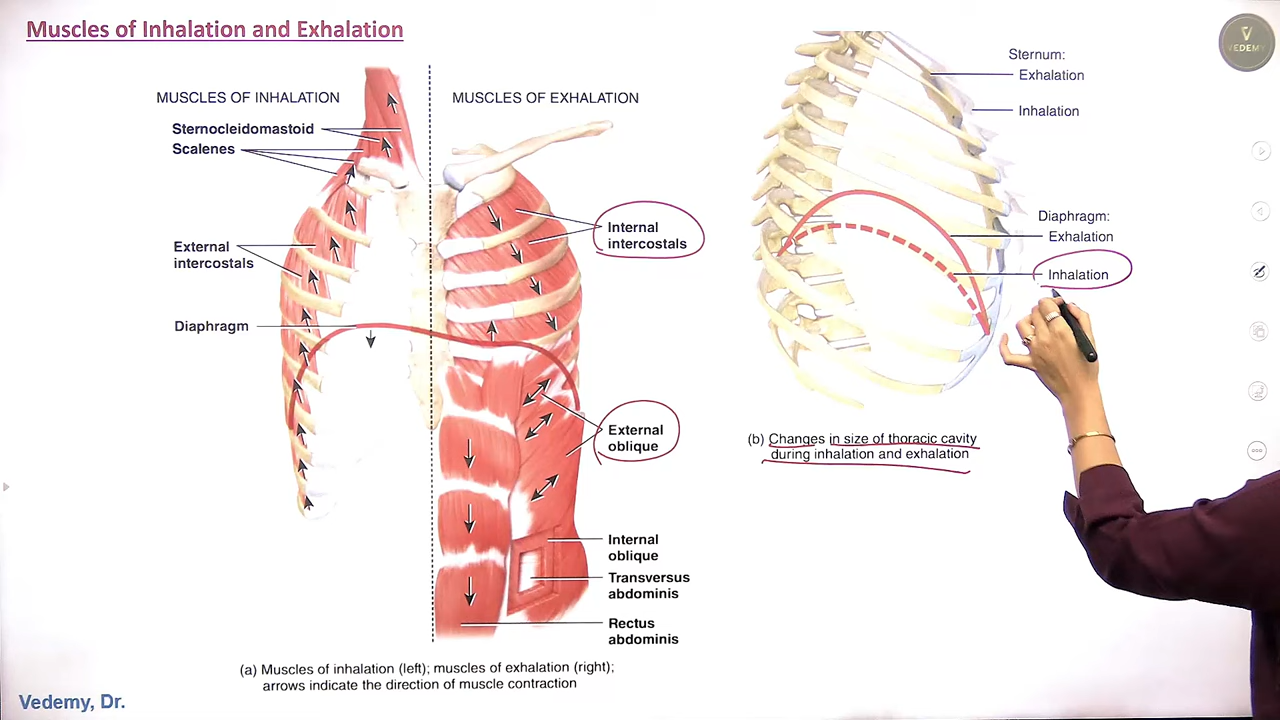 Muscles of Inhalation and Exhalation
VEDEMY
MUSCLES OF INHALATION
MUSCLES OF EXHALATION
Sternocleidomastoid
Scalenes
External
intercostals
Diaphragm
Internal
intercostals
External
oblique
Internal
oblique
Transversus
abdominis
Rectus
abdominis
(a) Muscles of inhalation (left); muscles of exhalation (right);
arrows indicate the direction of muscle contraction
Sternum:
Exhalation
Inhalation
Diaphragm:
Exhalation
Inhalation
(b) Changes in size of thoracic cavity
during inhalation and exhalation
Vedemy, Dr.